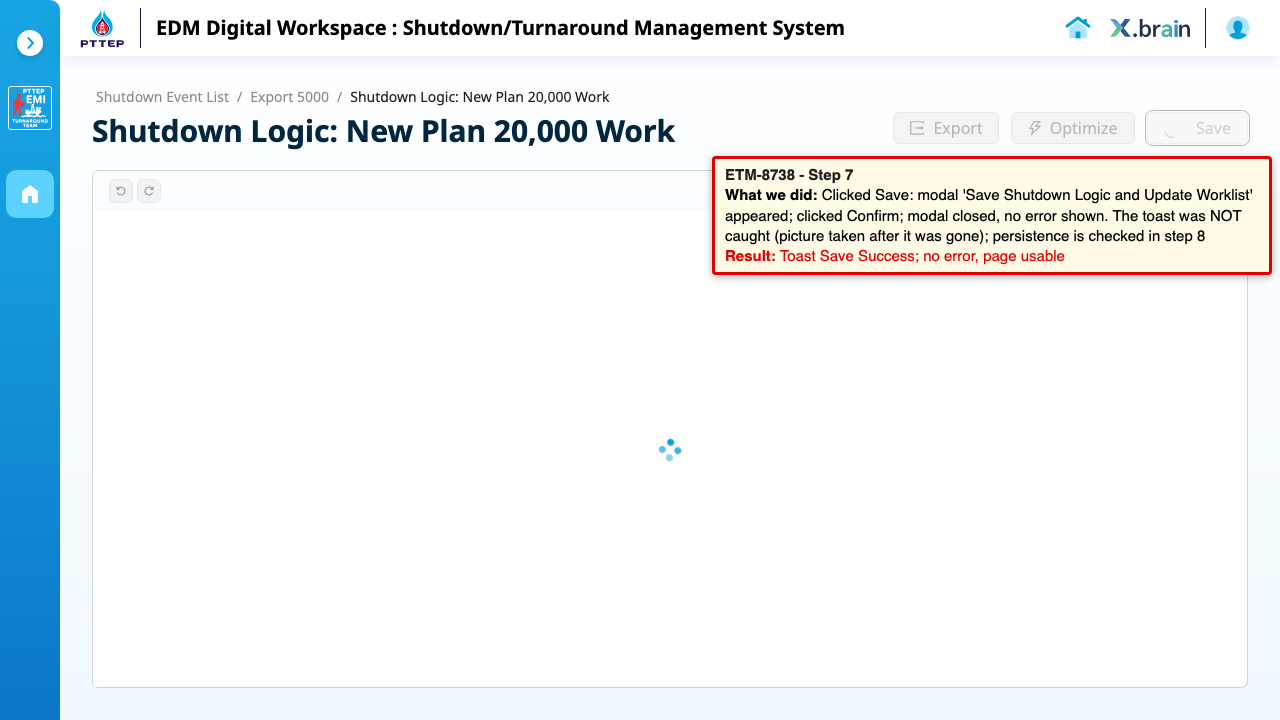 PTTEP
EDM Digital Workspace : Shutdown/Turnaround Management System
X.brain
PTTEP
EMI
TURNAROUND
TEAM
Shutdown Event List / Export 5000 / Shutdown Logic: New Plan 20,000 Work
Shutdown Logic: New Plan 20,000 Work
Export
Optimize
Save
ETM-8738 - Step 7
What we did: Clicked Save: modal 'Save Shutdown Logic and Update Worklist'
appeared; clicked Confirm; modal closed, no error shown. The toast was NOT
caught (picture taken after it was gone); persistence is checked in step 8
Result: Toast Save Success; no error, page usable